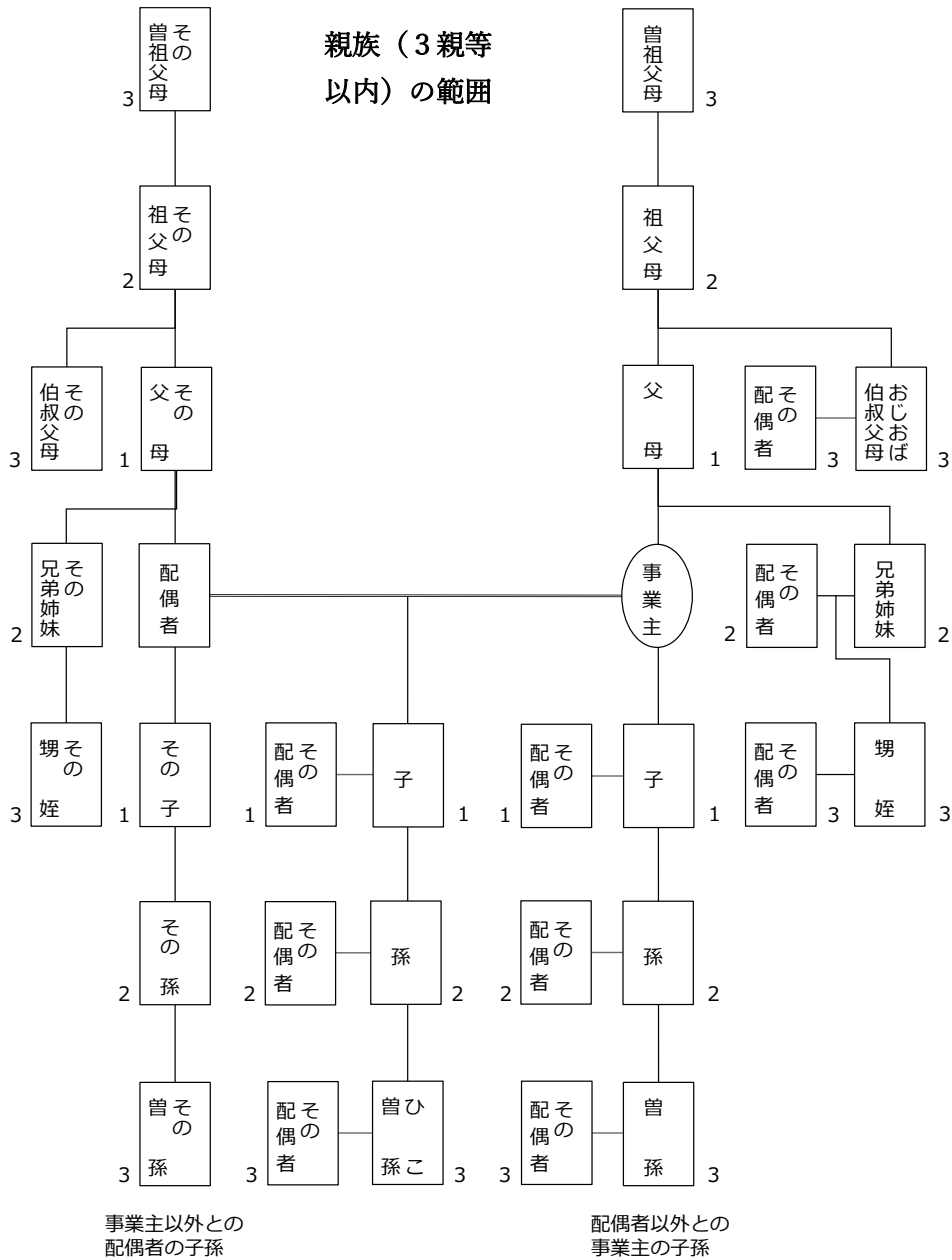 親族（３親等
以内）の範囲
その
曽祖父母
3
曽祖父母
3
その
祖父母
2
祖父母
2
その
伯叔父母
3
その
父母
1
父母
1
その
配偶者
3
おじおば
伯叔父母
3
その
兄弟姉妹
2
配偶者
事業主
その
配偶者
2
兄弟姉妹
2
その
甥姪
3
その子
1
その
配偶者
1
子
1
その
配偶者
1
子
1
その
配偶者
3
甥姪
3
その孫
2
その
配偶者
2
孫
2
その
配偶者
2
孫
2
その
曽孫
3
その
配偶者
3
ひこ
曽孫
3
その
配偶者
3
曽孫
3
事業主以外との
配偶者の子孫
配偶者以外との
事業主の子孫